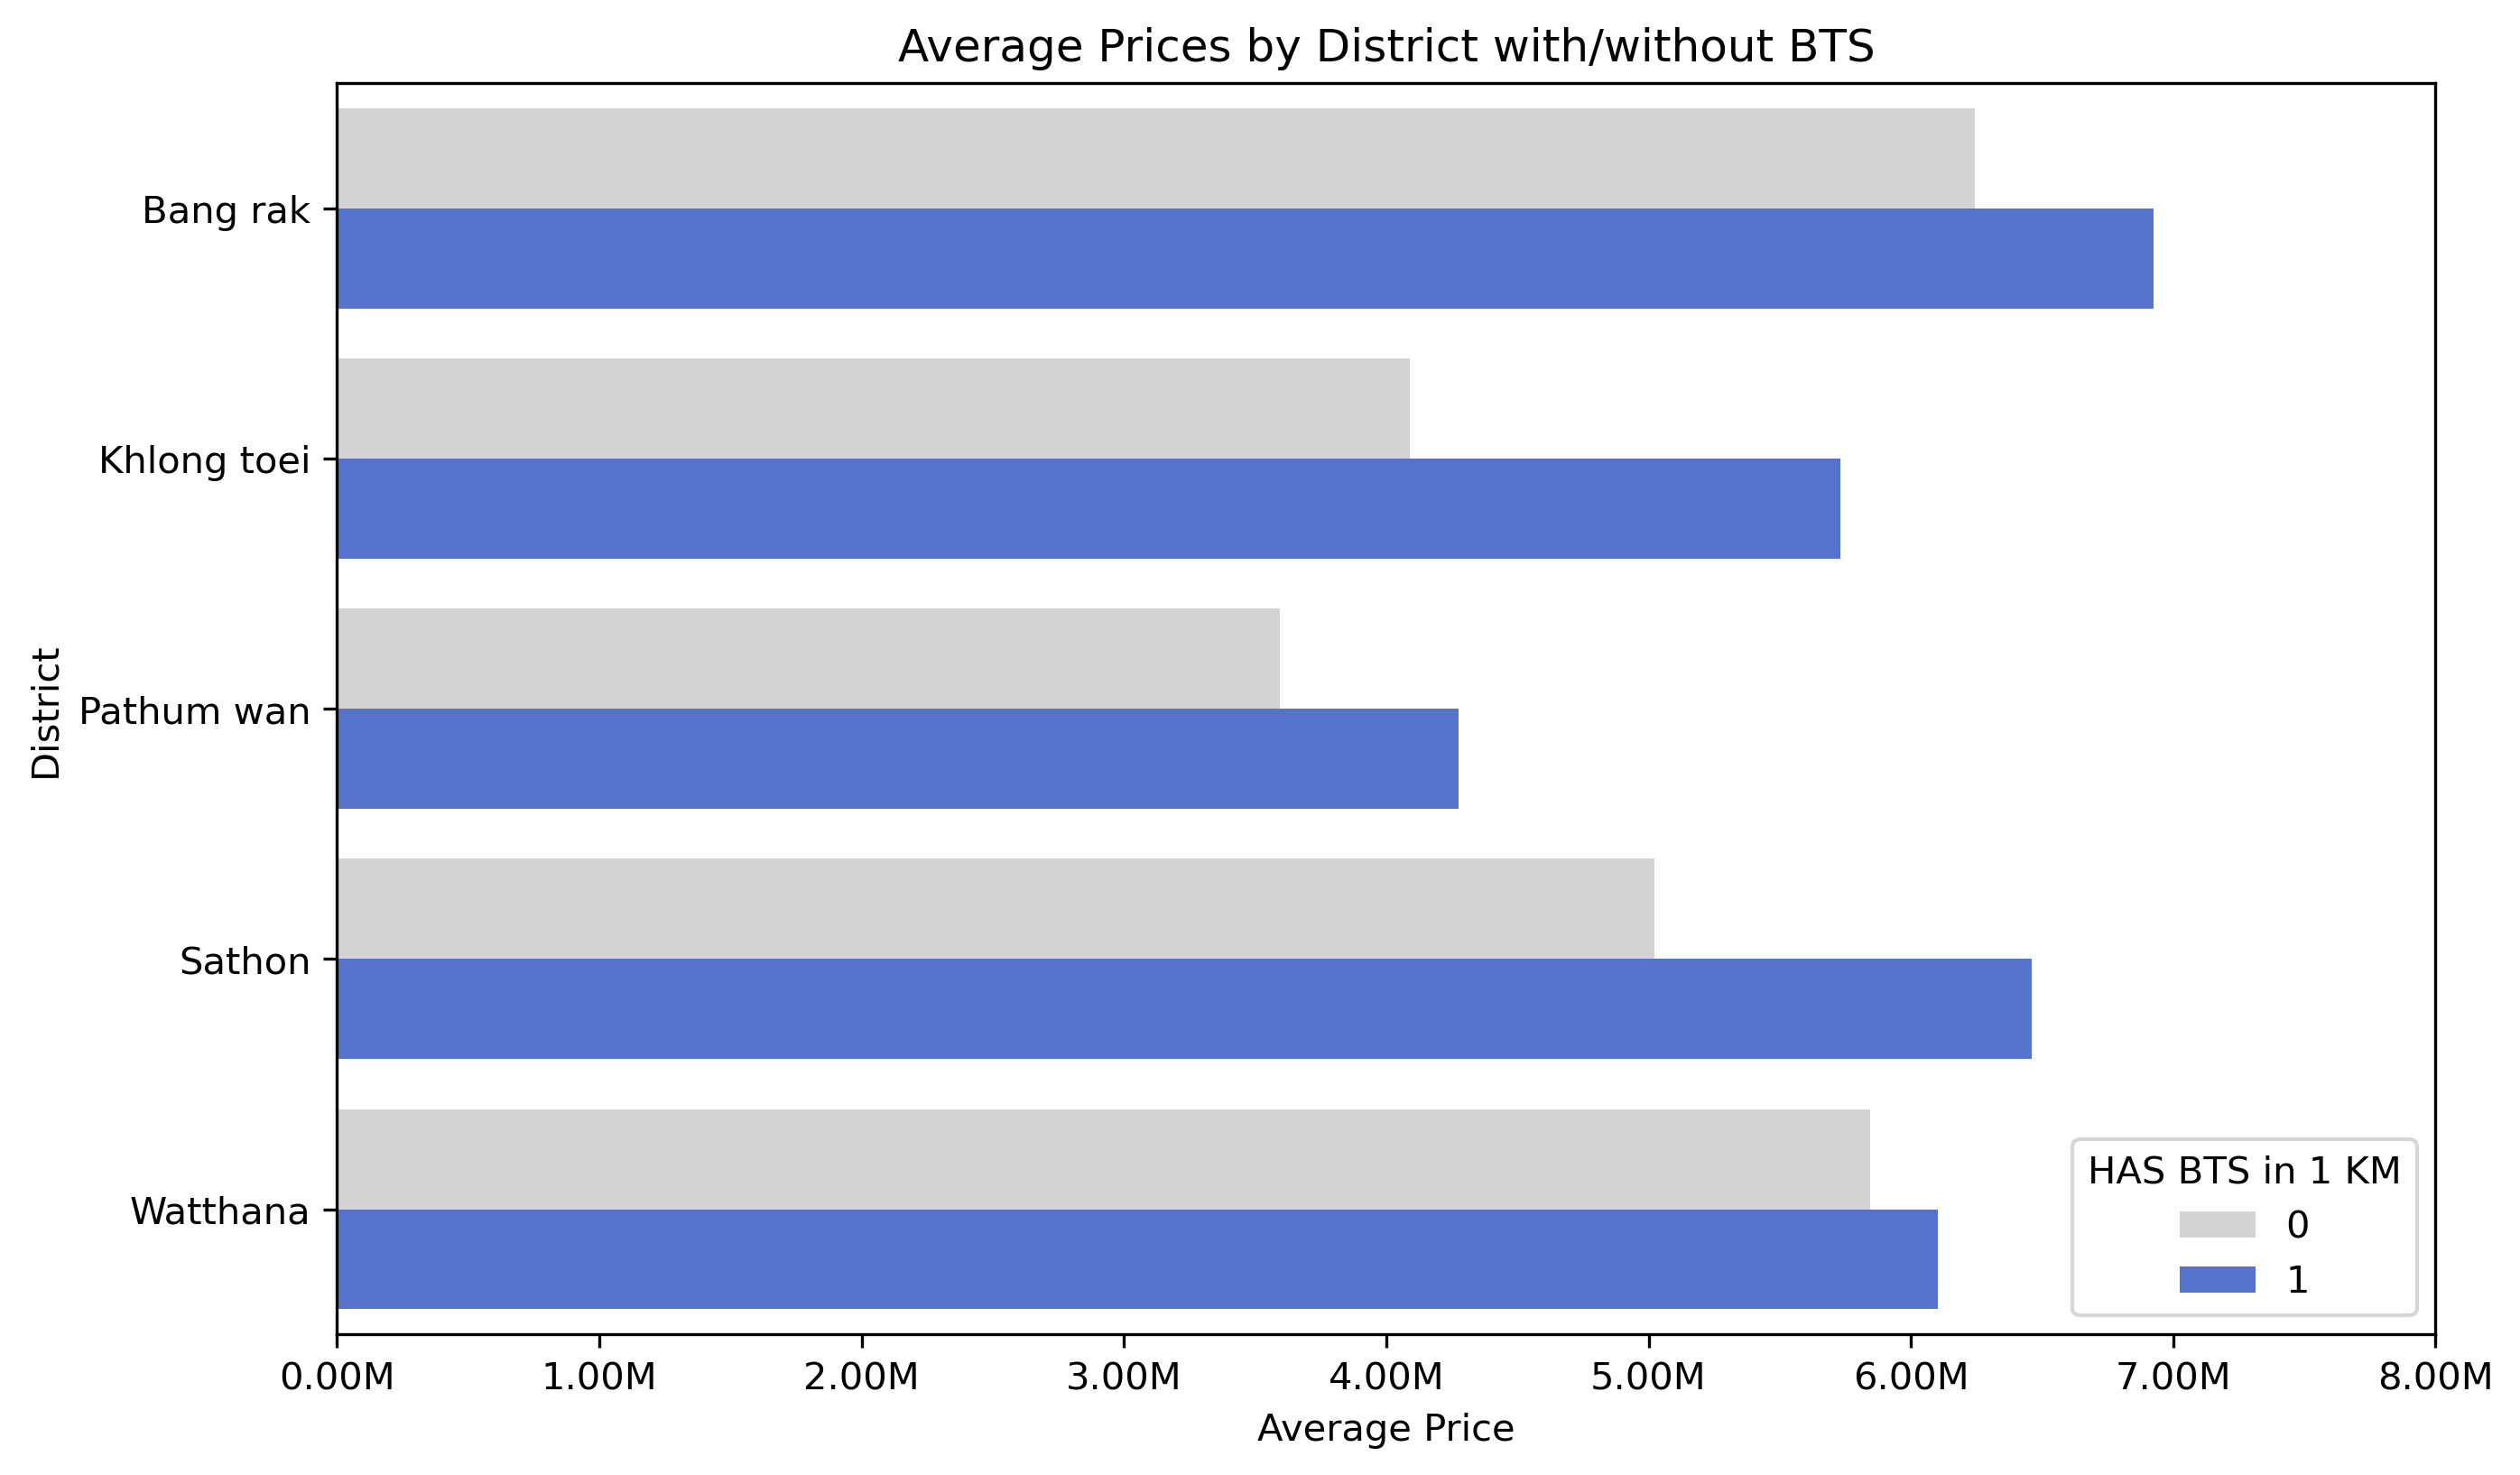 Average Prices by District with/without BTS
District
Bang rak
Khlong toei
Pathum wan
Sathon
Watthana
HAS BTS in 1 KM
0
1
0.00M 1.00M 2.00M 3.00M 4.00M 5.00M 6.00M 7.00M 8.00M
Average Price